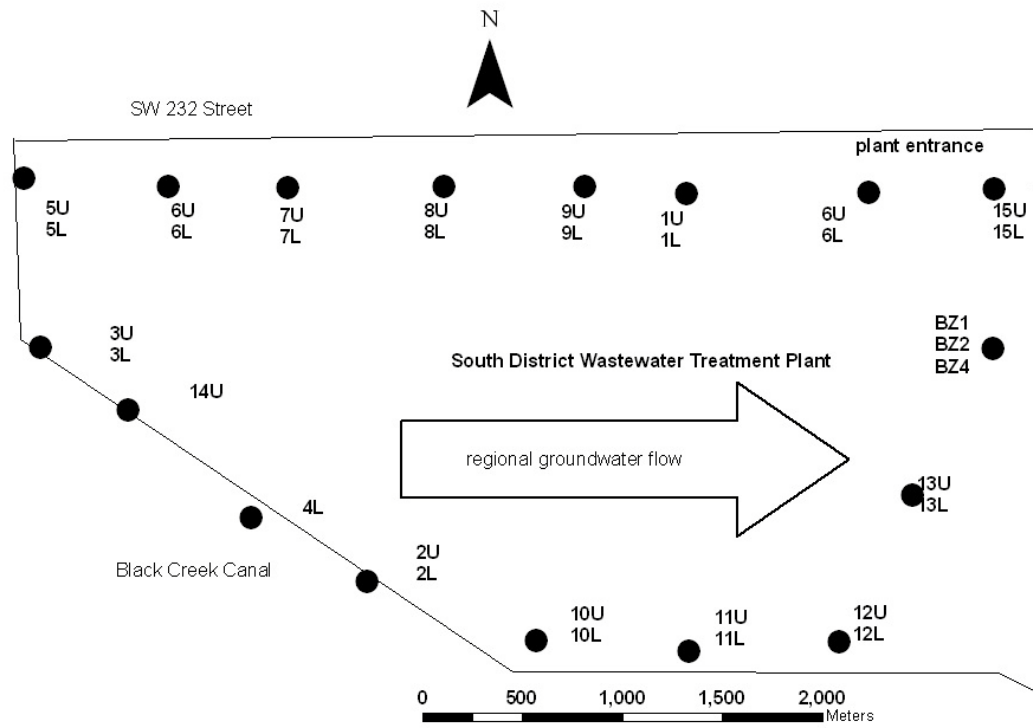 N
SW 232 Street
plant entrance
5U
5L
6U
6L
7U
7L
8U
8L
9U
9L
1U
1L
6U
6L
15U
15L
3U
3L
14U
BZ1
BZ2
BZ4
South District Wastewater Treatment Plant
regional groundwater flow
13U
13L
4L
Black Creek Canal
2U
2L
10U
10L
11U
11L
12U
12L
0 500 1,000 1,500 2,000
Meters